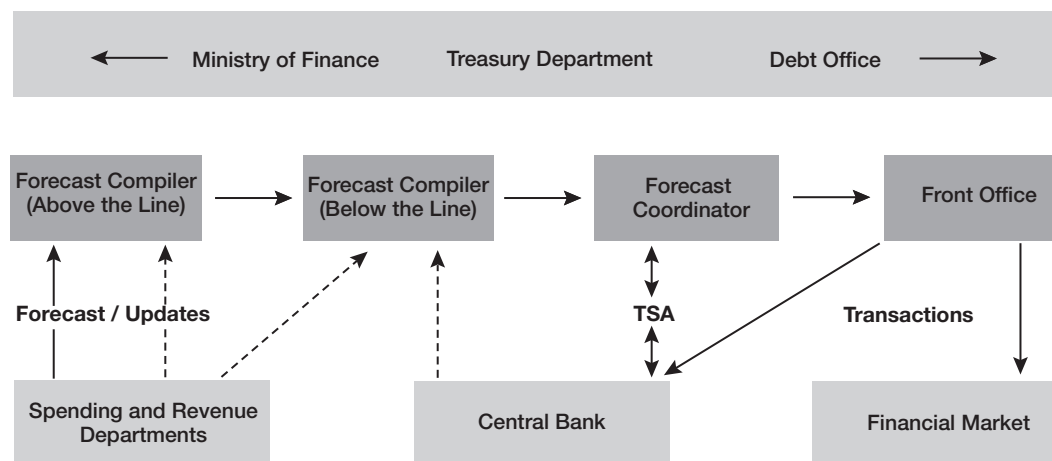 Ministry of Finance
Treasury Department
Debt Office
Forecast Compiler
(Above the Line)
Forecast Compiler
(Below the Line)
Forecast
Coordinator
Front Office
Forecast / Updates
TSA
Transactions
Spending and Revenue
Departments
Central Bank
Financial Market